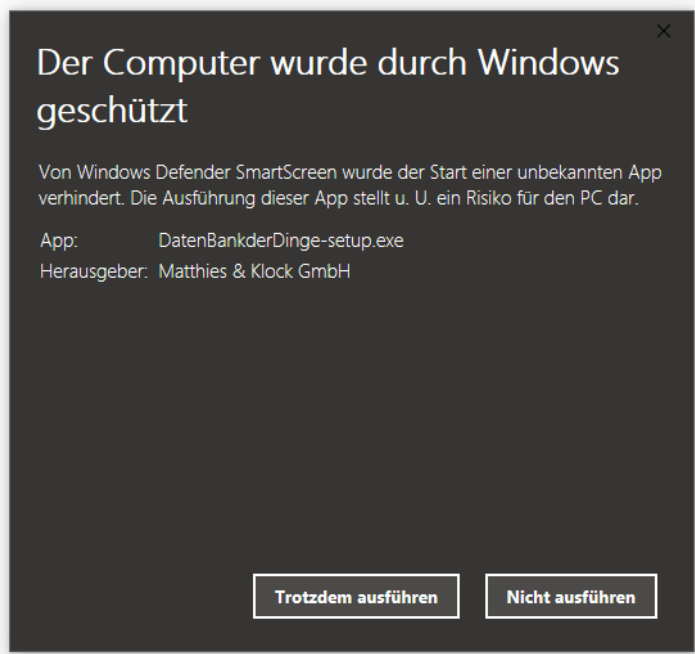 Der Computer wurde durch Windows
geschützt
Von Windows Defender SmartScreen wurde der Start einer unbekannten App
verhindert. Die Ausführung dieser App stellt u. U. ein Risiko für den PC dar.
App: DatenBankderDinge-setup.exe
Herausgeber: Matthies & Klock GmbH
Trotzdem ausführen Nicht ausführen